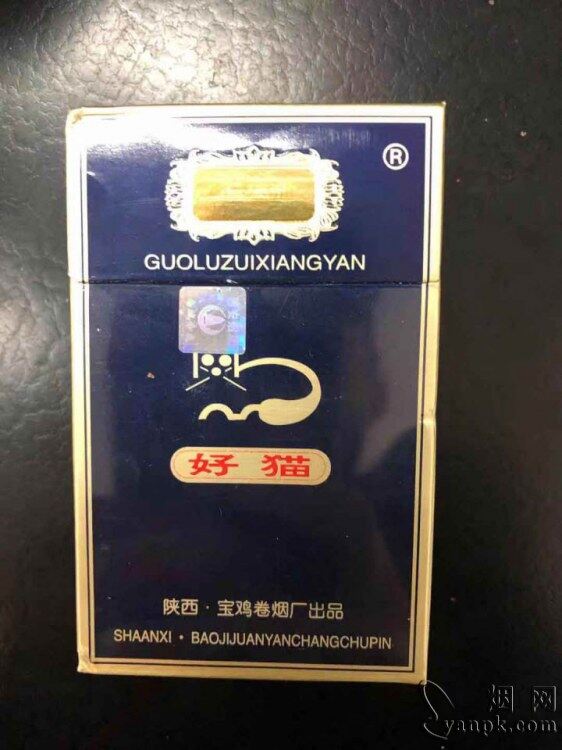 ®
GUOLUZUIXIANGYAN
好猫
陕西·宝鸡卷烟厂出品
SHAANXI·BAOJIJUANYANCHANGCHUPIN
烟网
yanpk.com